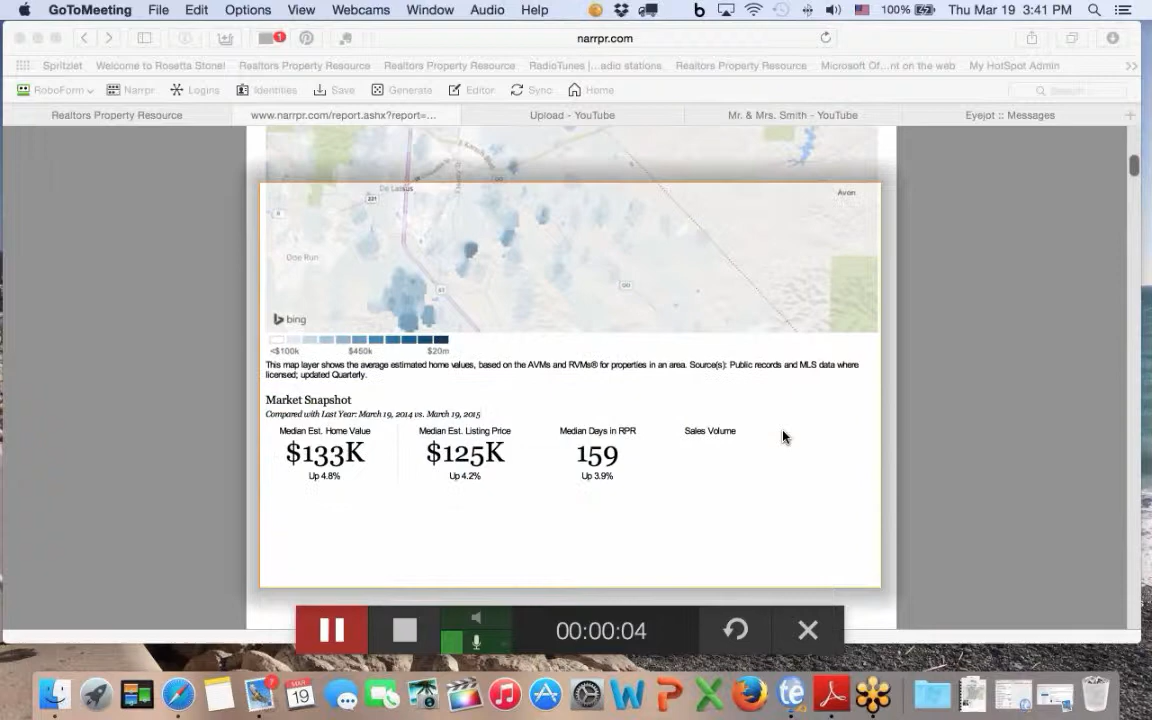 GoToMeeting File Edit Options View Webcams Window Audio Help 100% Thu Mar 19 3:41 PM
1 narrpr.com
Spritzlet Welcome to Rosetta Stone! Realtors Property Resource Realtors Property Resource RadioTunes |...adio stations Realtors Property Resource Microsoft Of...nt on the web My HotSpot Admin
RoboForm Narrpr Logins Identities Save Generate Editor Sync Home Search
Realtors Property Resource www.narrpr.com/report.ashx?report=... Upload - YouTube Mr. & Mrs. Smith - YouTube Eyejot :: Messages
De Lassus Avon
221
Doe Run
67
bing
<$100k $450k $20m
This map layer shows the average estimated home values, based on the AVMs and RVMs® for properties in an area. Source(s): Public records and MLS data where
licensed; updated Quarterly.
Market Snapshot
Compared with Last Year: March 19, 2014 vs. March 19, 2015
Median Est. Home Value Median Est. Listing Price Median Days in RPR Sales Volume
$133K $125K 159
Up 4.8% Up 4.2% Up 3.9%
00:00:04
7 19 te